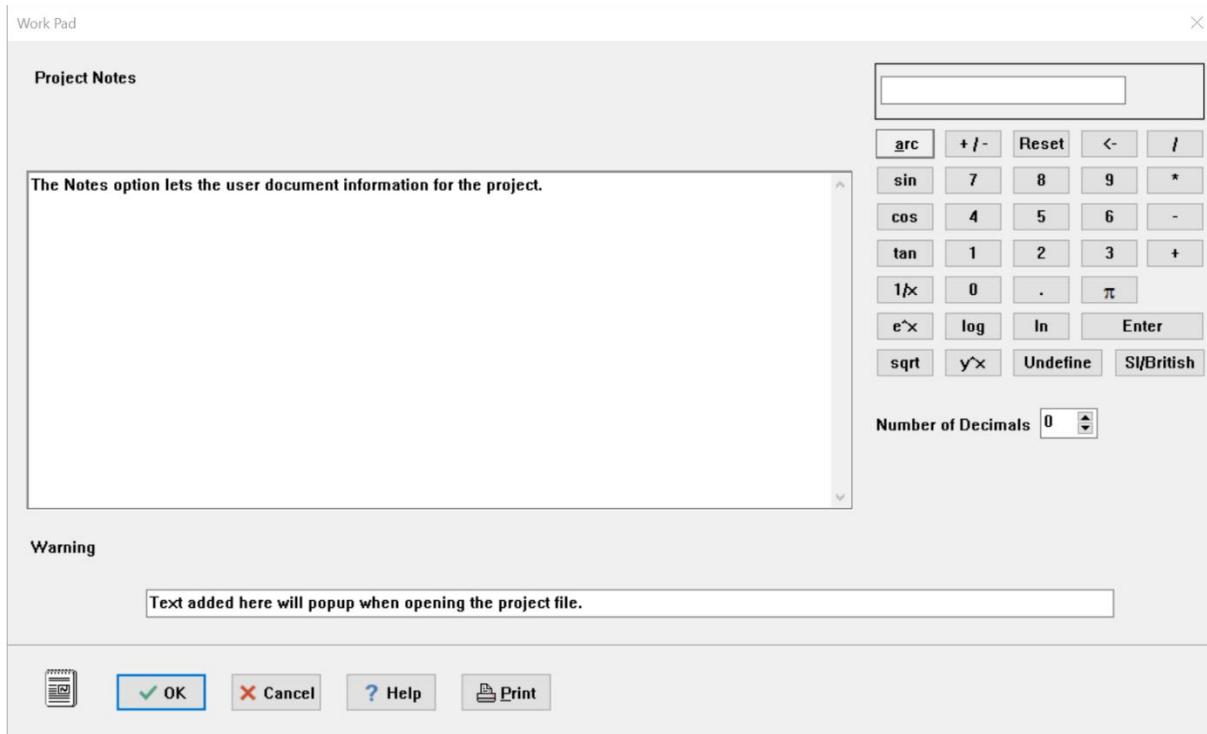 Work Pad
Project Notes
The Notes option lets the user document information for the project.
arc + / - Reset <- /
sin 7 8 9 *
cos 4 5 6 -
tan 1 2 3 +
1/x 0 . π
e^x log ln Enter
sqrt y^x Undefine SI/British
Number of Decimals 0
Warning
Text added here will popup when opening the project file.
OK Cancel ? Help Print